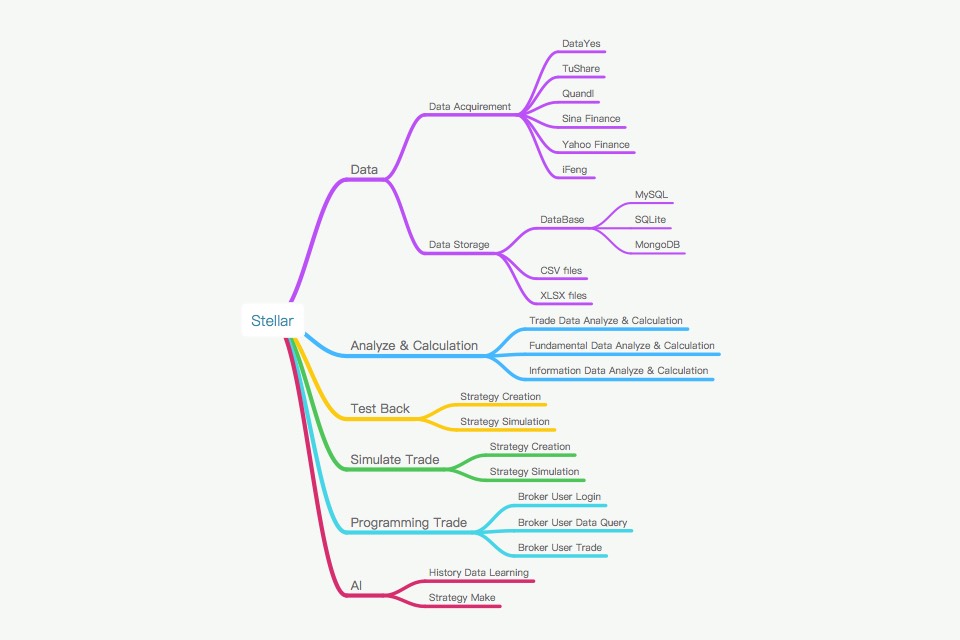 Stellar
Data
Data Acquirement
DataYes
TuShare
Quandl
Sina Finance
Yahoo Finance
iFeng
Data Storage
DataBase
MySQL
SQLite
MongoDB
CSV files
XLSX files
Analyze & Calculation
Trade Data Analyze & Calculation
Fundamental Data Analyze & Calculation
Information Data Analyze & Calculation
Test Back
Strategy Creation
Strategy Simulation
Simulate Trade
Strategy Creation
Strategy Simulation
Programming Trade
Broker User Login
Broker User Data Query
Broker User Trade
AI
History Data Learning
Strategy Make